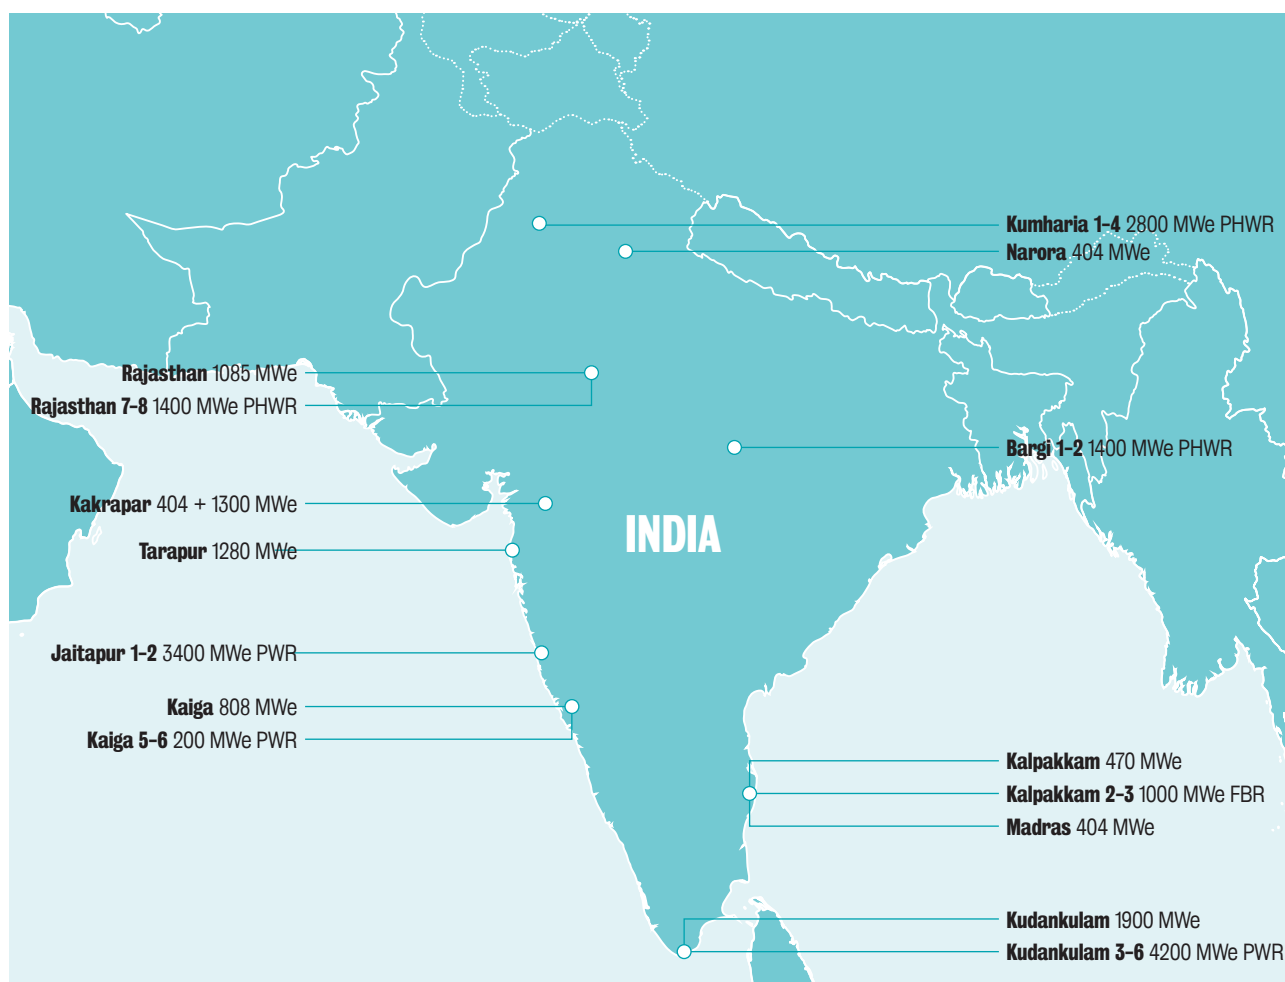 Kumharia 1-4 2800 MWe PHWR
Narora 404 MWe
Rajasthan 1085 MWe
Rajasthan 7-8 1400 MWe PHWR
Bargi 1-2 1400 MWe PHWR
Kakrapar 404 + 1300 MWe
INDIA
Tarapur 1280 MWe
Jaitapur 1-2 3400 MWe PWR
Kaiga 808 MWe
Kaiga 5-6 200 MWe PWR
Kalpakkam 470 MWe
Kalpakkam 2-3 1000 MWe FBR
Madras 404 MWe
Kudankulam 1900 MWe
Kudankulam 3-6 4200 MWe PWR